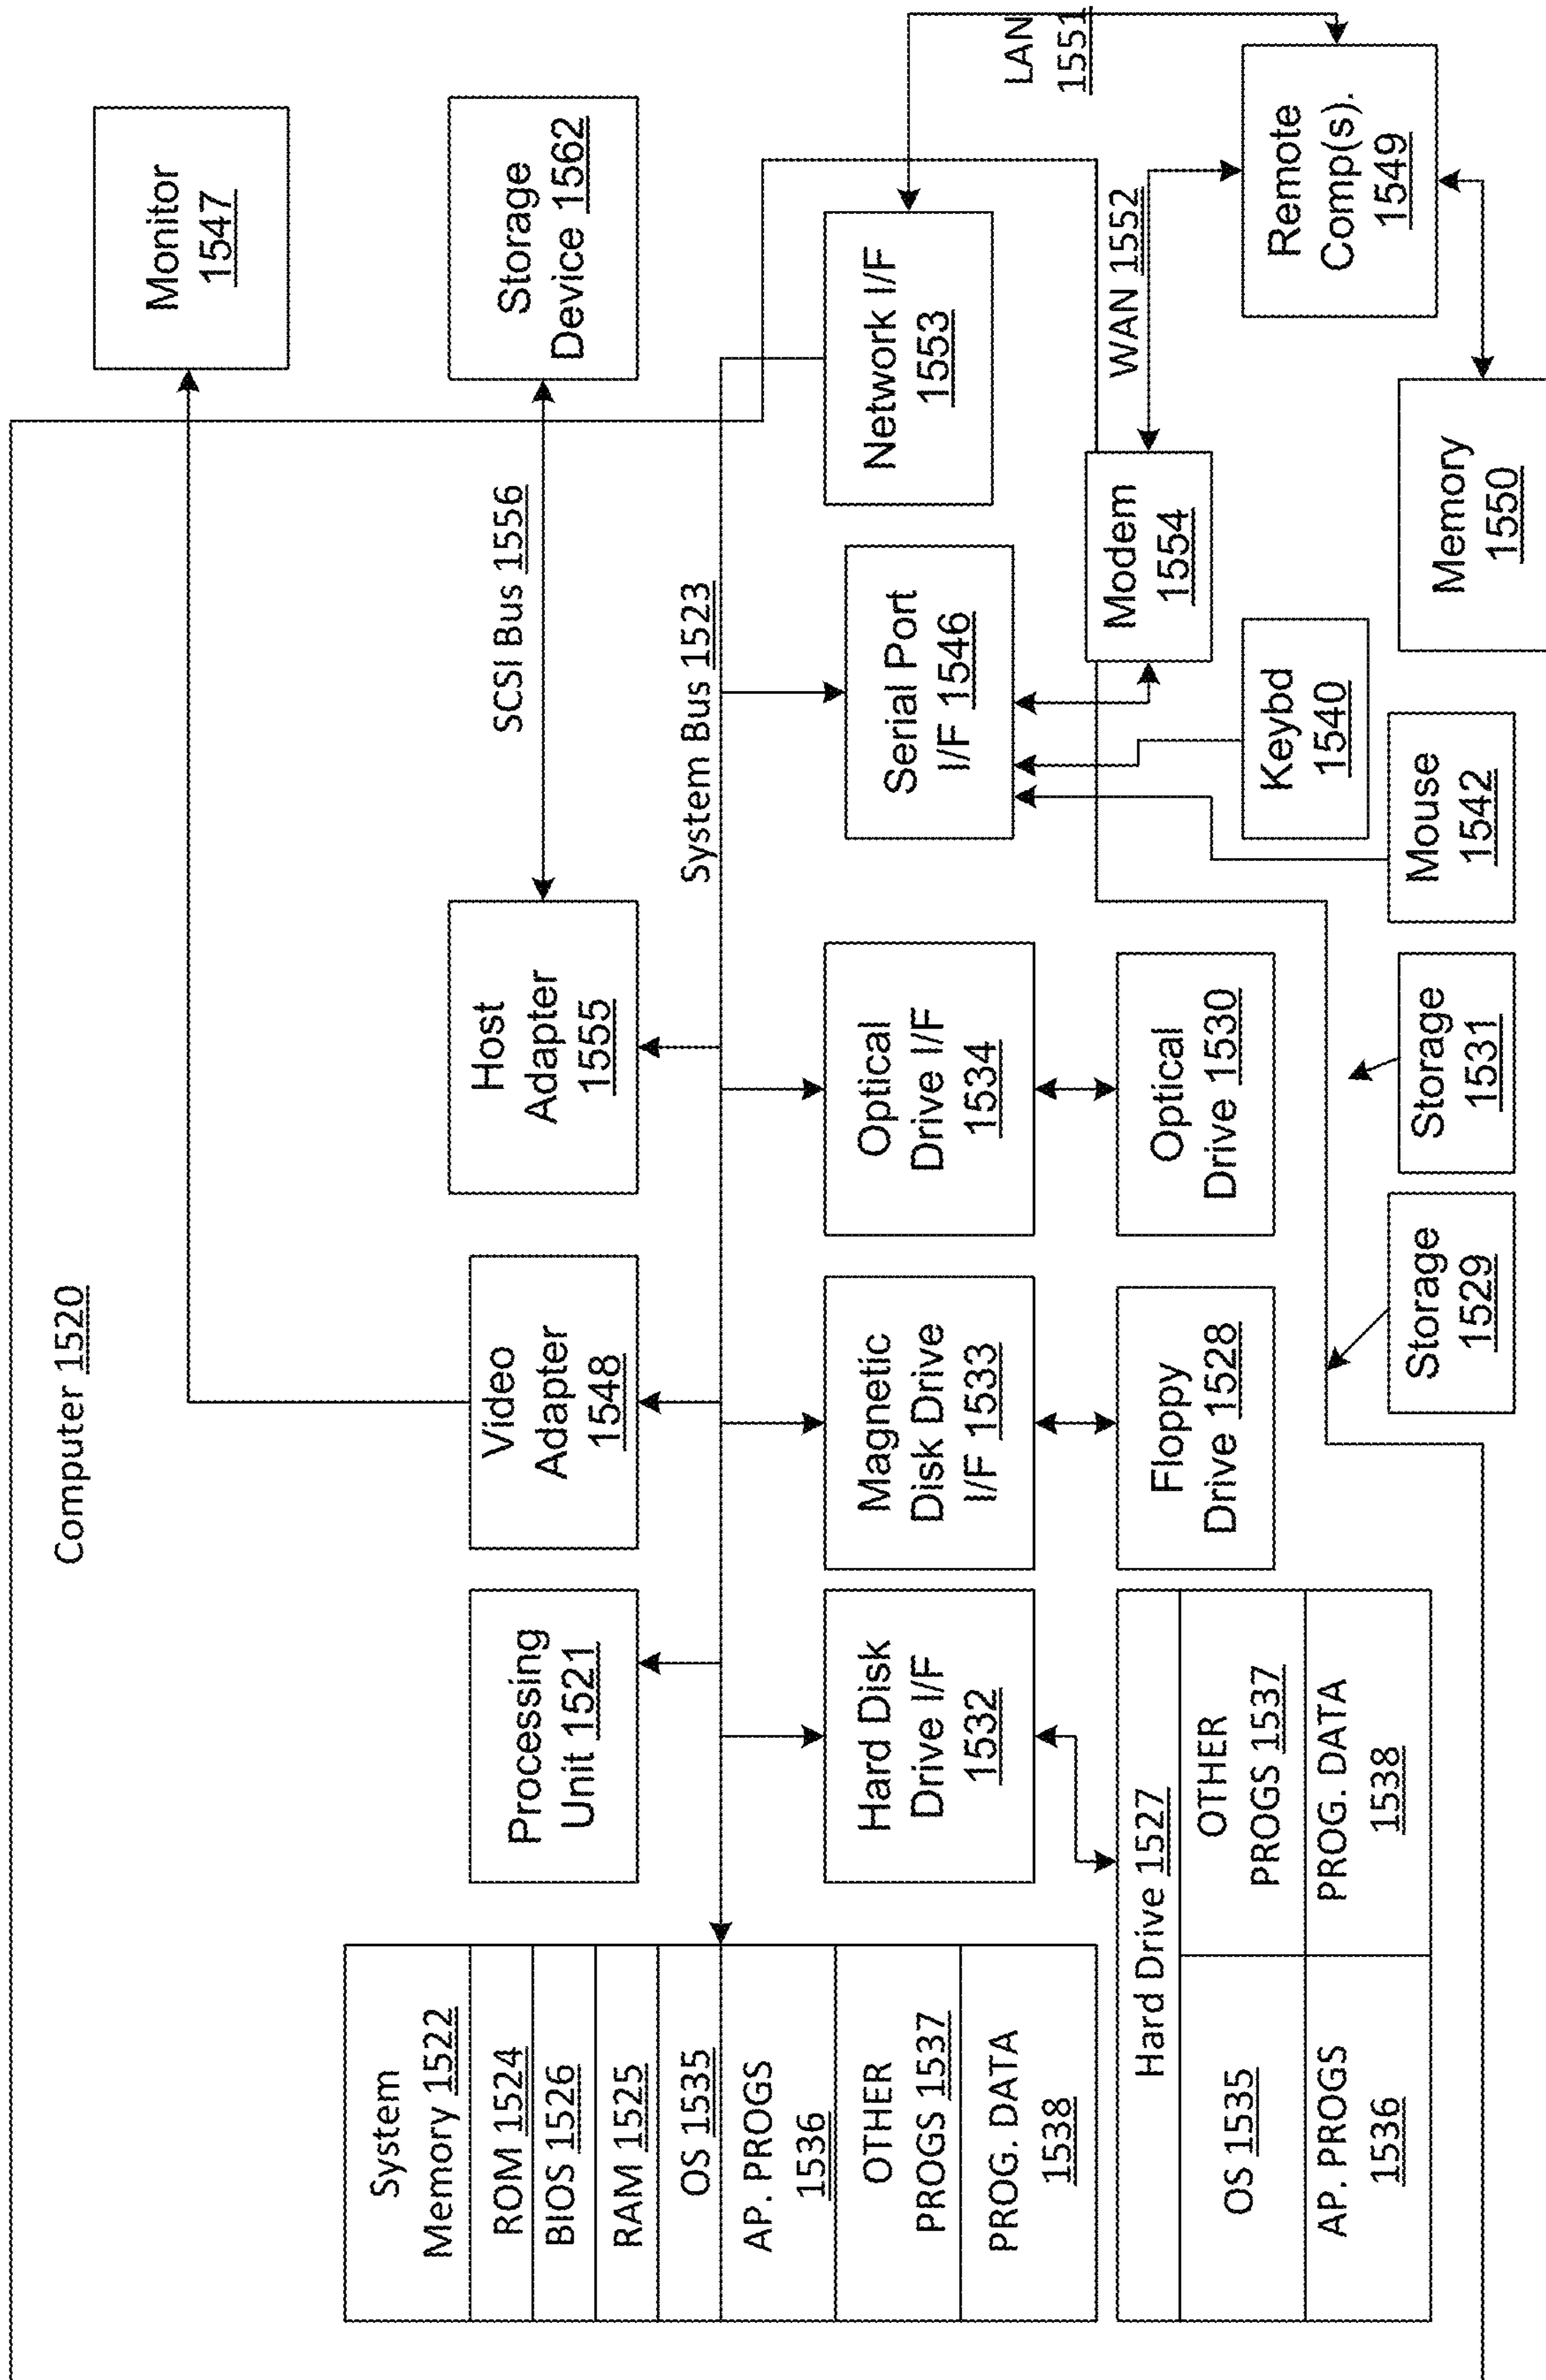 Computer 1520
System
Memory 1522
ROM 1524
BIOS 1526
RAM 1525
OS 1535
AP. PROGS
1536
OTHER
PROGS 1537
PROG. DATA
1538
Processing
Unit 1521
Video
Adapter
1548
Host
Adapter
1555
SCSI Bus 1556
Monitor
1547
Storage
Device 1562
System Bus 1523
Hard Disk
Drive I/F
1532
Magnetic
Disk Drive
I/F 1533
Optical
Drive I/F
1534
Serial Port
I/F 1546
Network I/F
1553
LAN
1551
Hard Drive 1527
OS 1535
OTHER
PROGS 1537
AP. PROGS
1536
PROG. DATA
1538
Floppy
Drive 1528
Optical
Drive 1530
Modem
1554
WAN 1552
Remote
Comp(s).
1549
Storage
1529
Storage
1531
Mouse
1542
Keybd
1540
Memory
1550